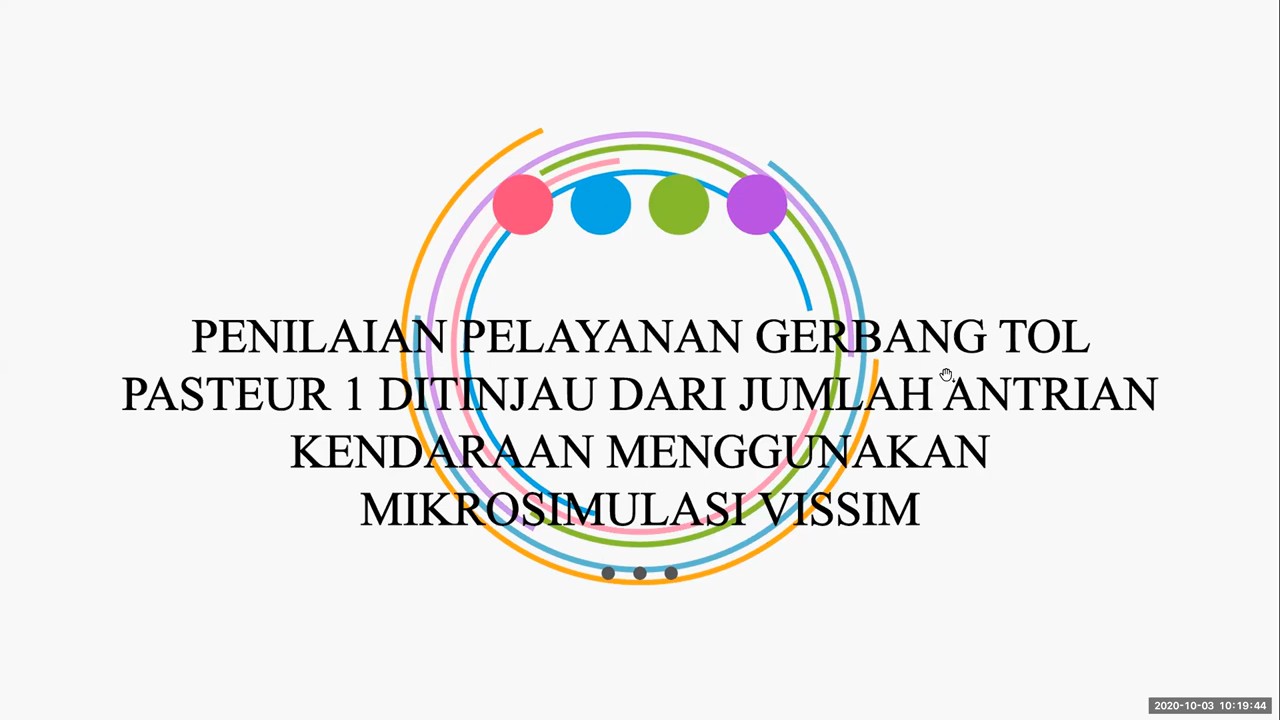 PENILAIAN PELAYANAN GERBANG TOL
PASTEUR 1 DITINJAU DARI JUMLAH ANTRIAN
KENDARAAN MENGGUNAKAN
MIKROSIMULASI VISSIM
2020-10-03 10:19:44